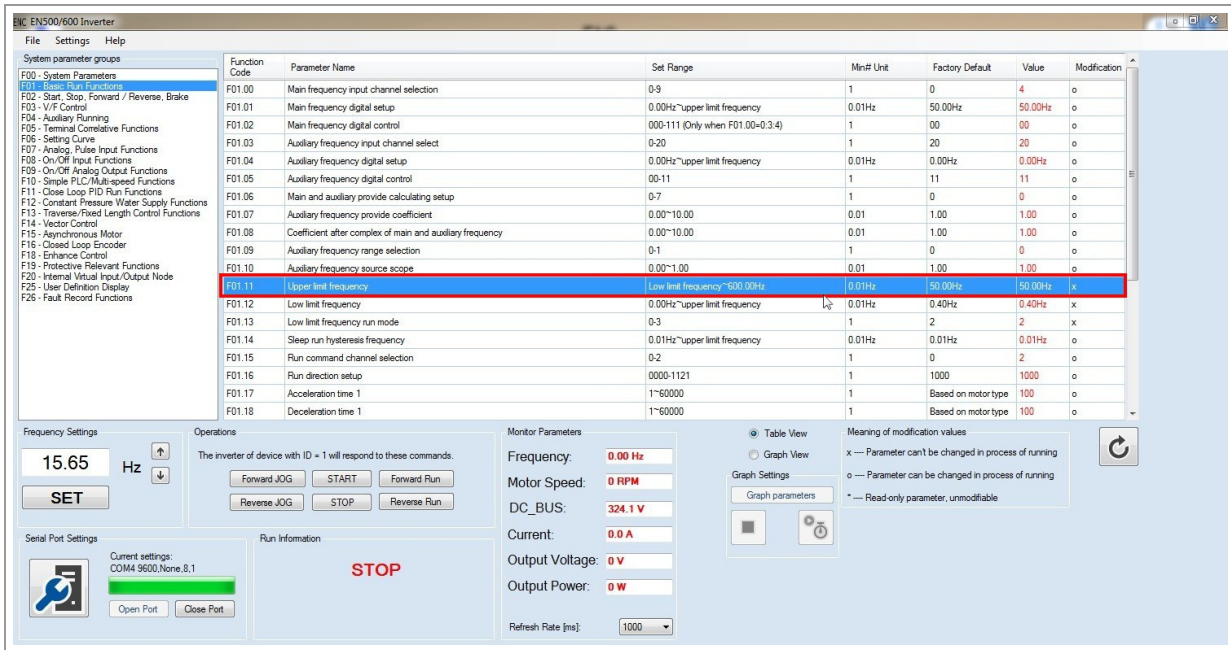 ENC EN500/600 Inverter
File Settings Help
System parameter groups
F00 - System Parameters
F01 - Basic Run Functions
F02 - Start, Stop, Forward / Reverse, Brake
F03 - V/F Control
F04 - Auxiliary Running
F05 - Terminal Correlative Functions
F06 - Setting Curve
F07 - Analog, Pulse Input Functions
F08 - On/Off Input Functions
F09 - On/Off Analog Output Functions
F10 - Simple PLC/Multi-speed Functions
F11 - Close Loop PID Run Functions
F12 - Constant Pressure Water Supply Functions
F13 - Traverse/Fixed Length Control Functions
F14 - Vector Control
F15 - Asynchronous Motor
F16 - Closed Loop Encoder
F18 - Enhance Control
F19 - Protective Relevant Functions
F20 - Internal Virtual Input/Output Node
F25 - User Definition Display
F26 - Fault Record Functions
Function Code Parameter Name Set Range Min# Unit Factory Default Value Modification
F01.00 Main frequency input channel selection 0-9 1 0 4 o
F01.01 Main frequency digital setup 0.00Hz~upper limit frequency 0.01Hz 50.00Hz 50.00Hz o
F01.02 Main frequency digital control 000-111 (Only when F01.00=0:3:4) 1 00 00 o
F01.03 Auxiliary frequency input channel select 0-20 1 20 20 o
F01.04 Auxiliary frequency digital setup 0.00Hz~upper limit frequency 0.01Hz 0.00Hz 0.00Hz o
F01.05 Auxiliary frequency digital control 00-11 1 11 11 o
F01.06 Main and auxiliary provide calculating setup 0-7 1 0 0 o
F01.07 Auxiliary frequency provide coefficient 0.00~10.00 0.01 1.00 1.00 o
F01.08 Coefficient after complex of main and auxiliary frequency 0.00~10.00 0.01 1.00 1.00 o
F01.09 Auxiliary frequency range selection 0-1 1 0 0 o
F01.10 Auxiliary frequency source scope 0.00~1.00 0.01 1.00 1.00 o
F01.11 Upper limit frequency Low limit frequency~600.00Hz 0.01Hz 50.00Hz 50.00Hz x
F01.12 Low limit frequency 0.00Hz~upper limit frequency 0.01Hz 0.40Hz 0.40Hz x
F01.13 Low limit frequency run mode 0-3 1 2 2 x
F01.14 Sleep run hysteresis frequency 0.01Hz~upper limit frequency 0.01Hz 0.01Hz 0.01Hz o
F01.15 Run command channel selection 0-2 1 0 2 o
F01.16 Run direction setup 0000-1121 1 1000 1000 o
F01.17 Acceleration time 1 1~60000 1 Based on motor type 100 o
F01.18 Deceleration time 1 1~60000 1 Based on motor type 100 o
Frequency Settings
15.65 Hz
SET
Operations
The inverter of device with ID = 1 will respond to these commands.
Forward JOG START Forward Run
Reverse JOG STOP Reverse Run
Serial Port Settings
Current settings:
COM4 9600,None,8,1
Open Port Close Port
Run Information
STOP
Monitor Parameters
Frequency: 0.00 Hz
Motor Speed: 0 RPM
DC_BUS: 324.1 V
Current: 0.0 A
Output Voltage: 0 V
Output Power: 0 W
Refresh Rate [ms]: 1000
Table View
Graph View
Graph Settings
Graph parameters
Meaning of modification values
x --- Parameter can't be changed in process of running
o --- Parameter can be changed in process of running
* --- Read-only parameter, unmodifiable